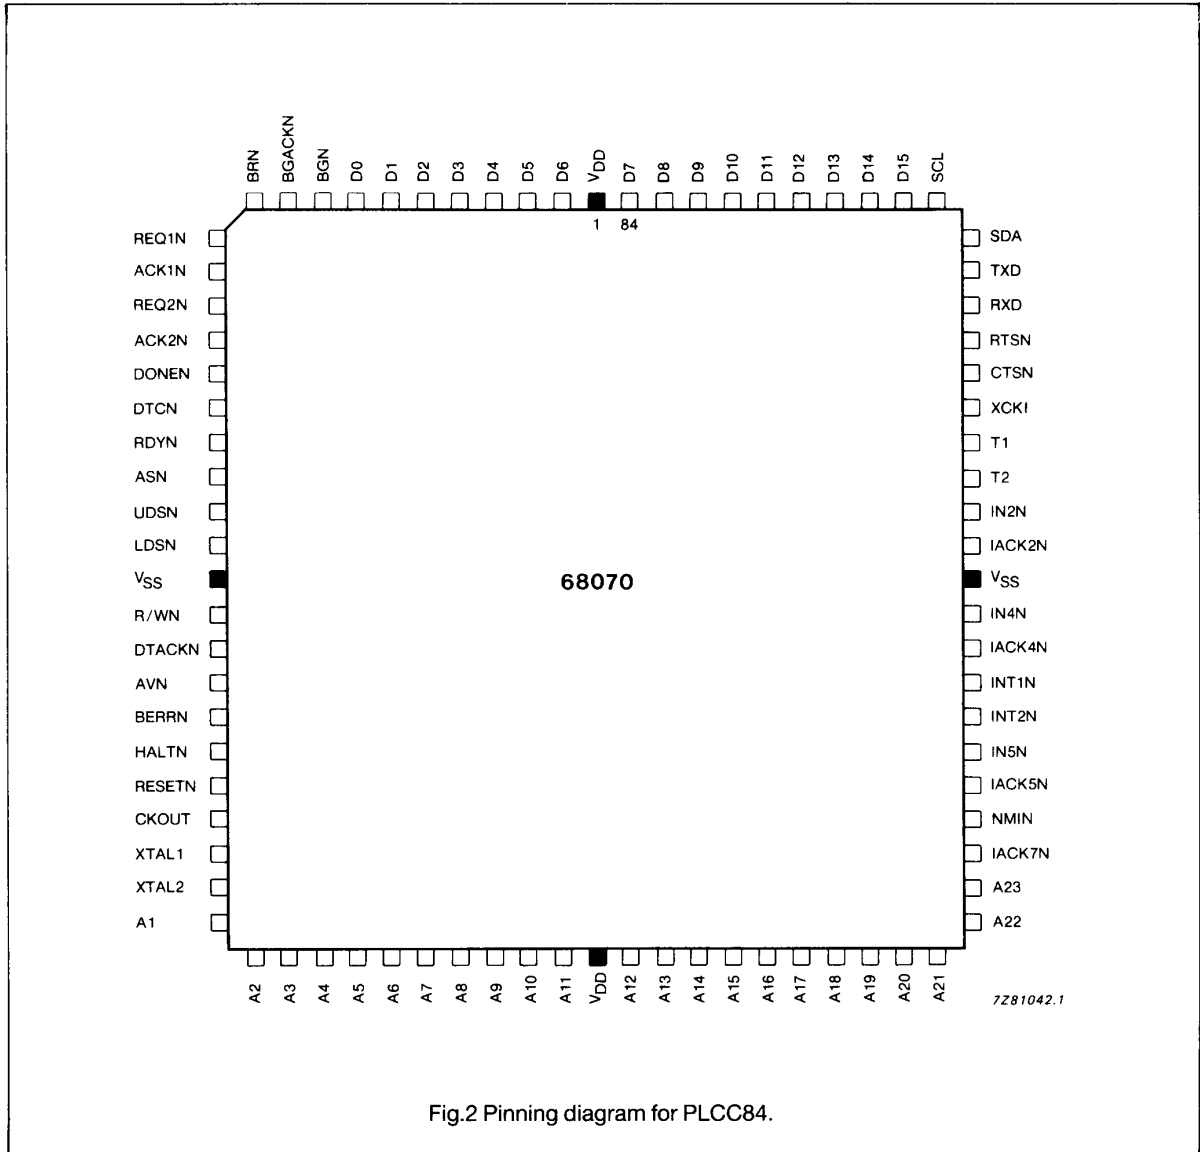 BRN BGACKN BGN D0 D1 D2 D3 D4 D5 D6 VDD D7 D8 D9 D10 D11 D12 D13 D14 D15 SCL
1 84
REQ1N SDA
ACK1N TXD
REQ2N RXD
ACK2N RTSN
DONEN CTSN
DTCN XCKI
RDYN T1
ASN T2
UDSN IN2N
LDSN IACK2N
VSS 68070 VSS
R/WN IN4N
DTACKN IACK4N
AVN INT1N
BERRN INT2N
HALTN IN5N
RESETN IACK5N
CKOUT NMIN
XTAL1 IACK7N
XTAL2 A23
A1 A22
A2 A3 A4 A5 A6 A7 A8 A9 A10 A11 VDD A12 A13 A14 A15 A16 A17 A18 A19 A20 A21
7Z81042.1
Fig.2 Pinning diagram for PLCC84.